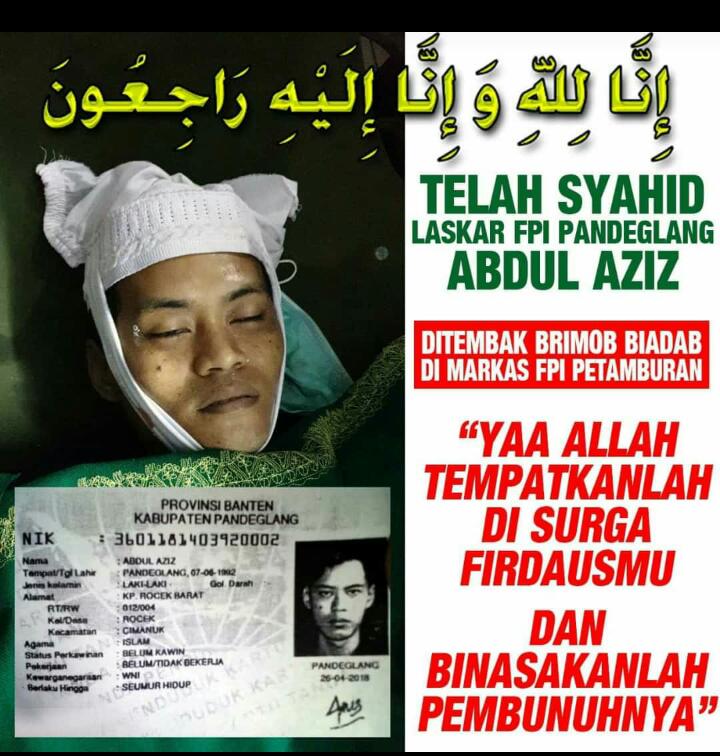 إِنَّا لِلّهِ وَإِنَّا إِلَيْهِ رَاجِعُونَ
TELAH SYAHID
LASKAR FPI PANDEGLANG
ABDUL AZIZ
DITEMBAK BRIMOB BIADAB
DI MARKAS FPI PETAMBURAN
"YAA ALLAH
TEMPATKANLAH
DI SURGA
FIRDAUSMU
DAN
BINASAKANLAH
PEMBUNUHNYA"
PROVINSI BANTEN
KABUPATEN PANDEGLANG
NIK : 3601181403920002
Nama : ABDUL AZIZ
Tempat/Tgl Lahir : PANDEGLANG, 07-06-1992
Jenis kelamin : LAKI-LAKI Gol Darah :-
Alamat : KP. ROCEK BARAT
RT/RW : 012/004
Kel/Desa : ROCEK
Kecamatan : CIMANUK
Agama : ISLAM
Status Perkawinan : BELUM KAWIN
Pekerjaan : BELUM/TIDAK BEKERJA
Kewarganegaraan : WNI
Berlaku Hingga : SEUMUR HIDUP
PANDEGLANG
26-04-2018